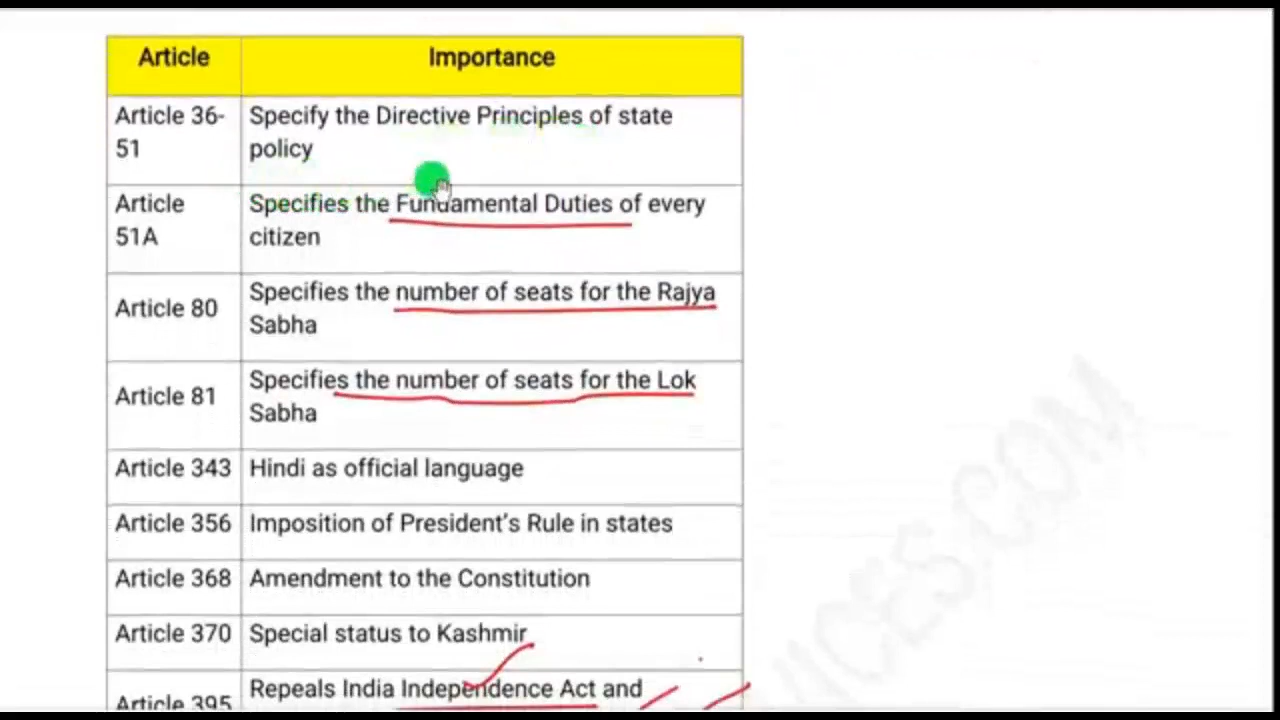 Article Importance
Article 36- Specify the Directive Principles of state
51 policy
Article Specifies the Fundamental Duties of every
51A citizen
Article 80 Specifies the number of seats for the Rajya
Sabha
Article 81 Specifies the number of seats for the Lok
Sabha
Article 343 Hindi as official language
Article 356 Imposition of President's Rule in states
Article 368 Amendment to the Constitution
Article 370 Special status to Kashmir
Article 395 Repeals India Independence Act and